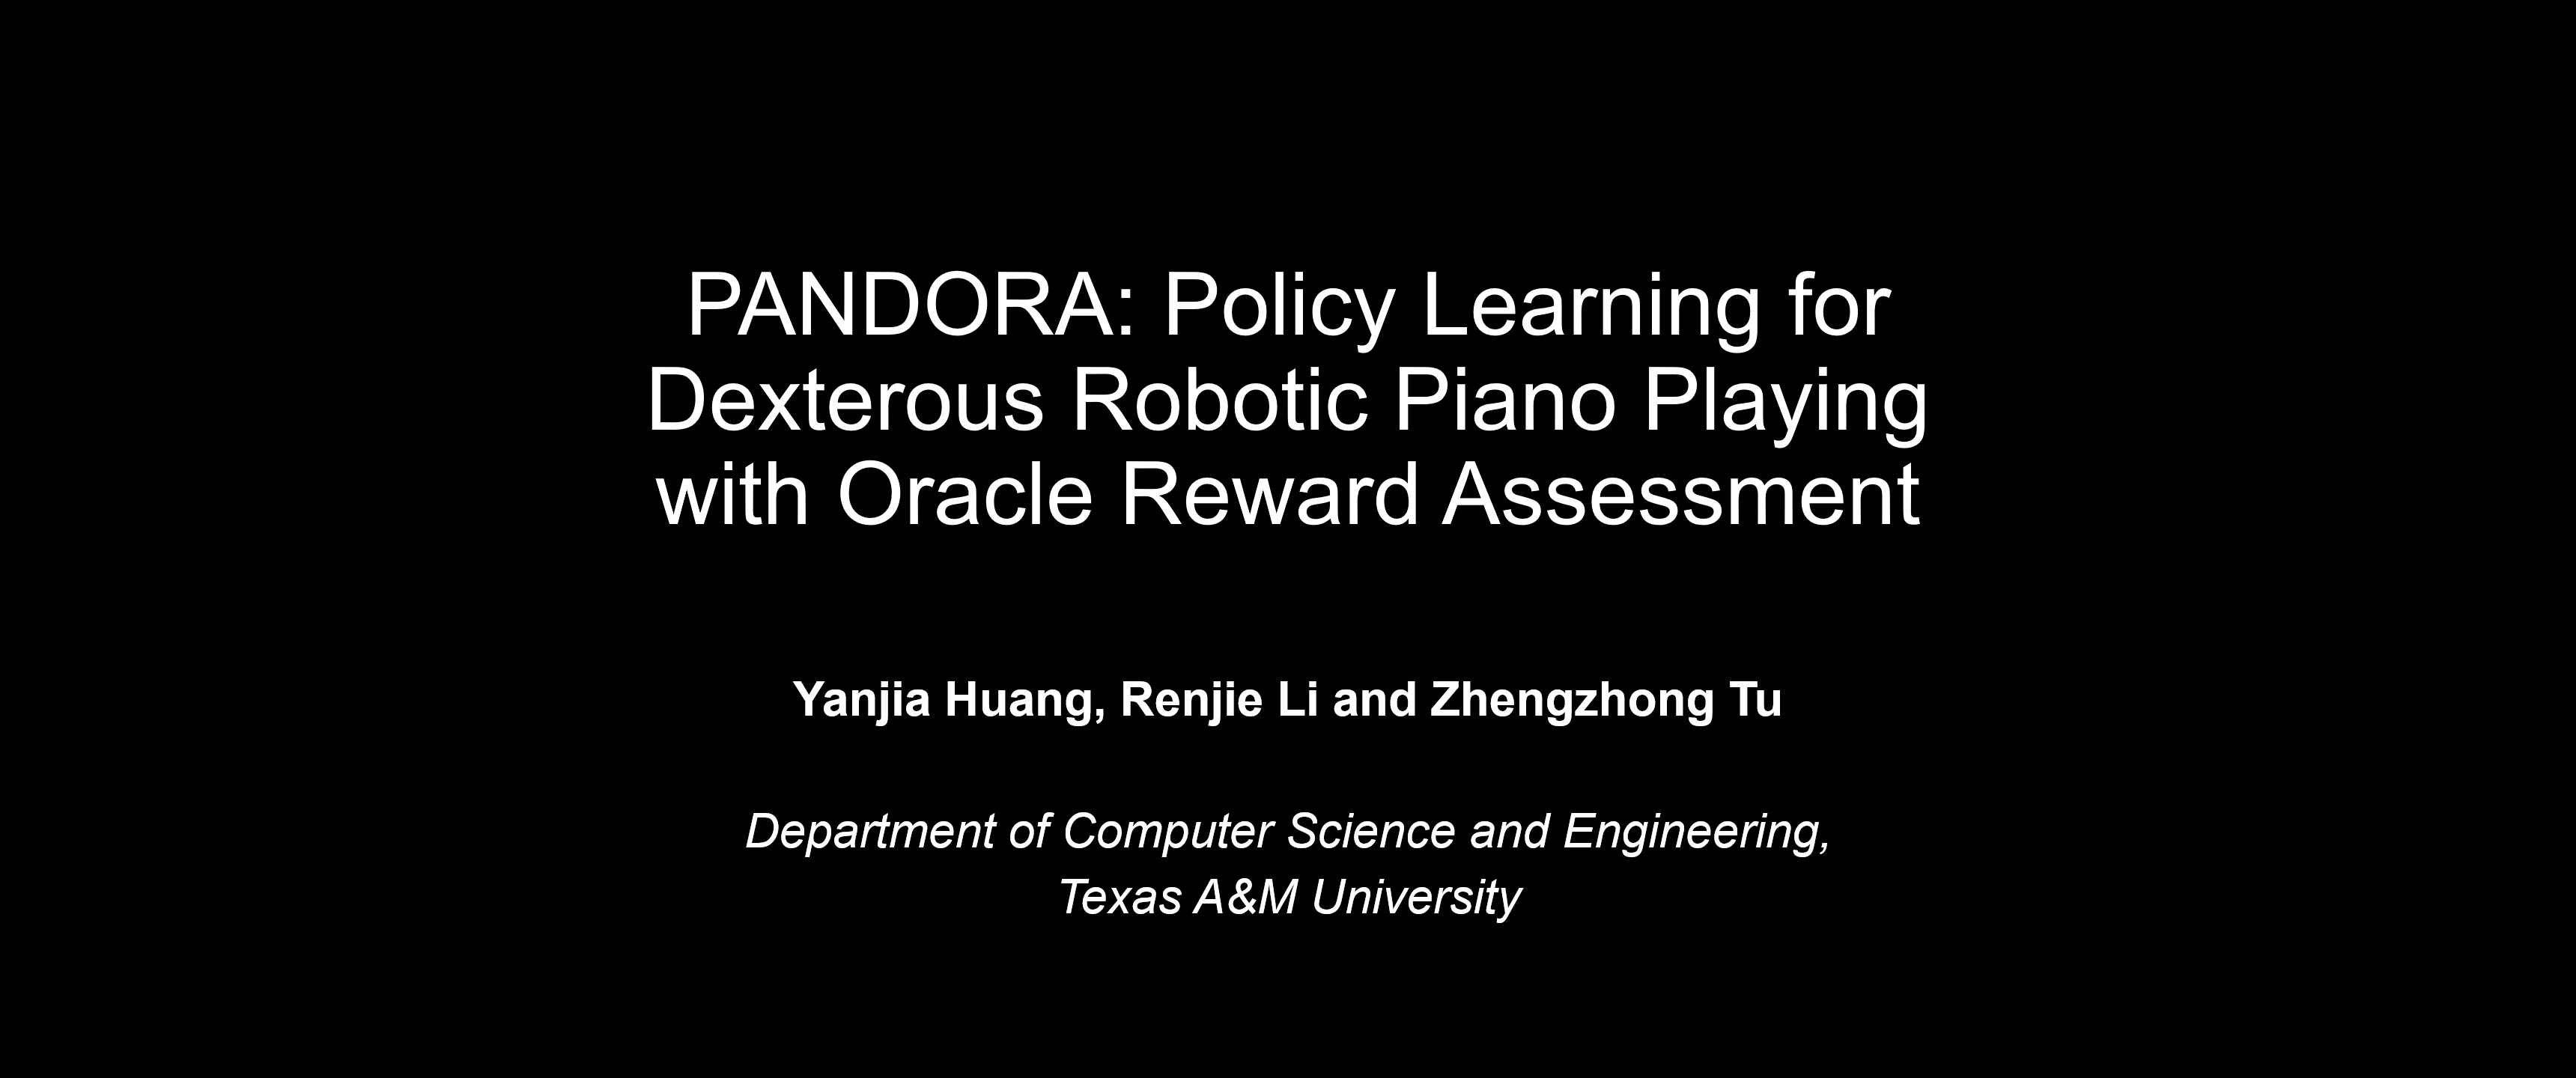 PANDORA: Policy Learning for
Dexterous Robotic Piano Playing
with Oracle Reward Assessment
Yanjia Huang, Renjie Li and Zhengzhong Tu
Department of Computer Science and Engineering,
Texas A&M University